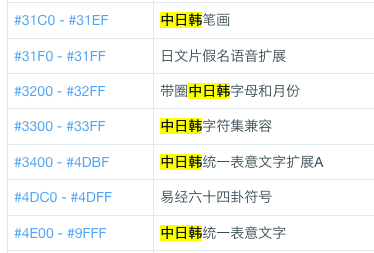 #31C0 - #31EF 中日韩笔画
#31F0 - #31FF 日文片假名语音扩展
#3200 - #32FF 带圈中日韩字母和月份
#3300 - #33FF 中日韩字符集兼容
#3400 - #4DBF 中日韩统一表意文字扩展A
#4DC0 - #4DFF 易经六十四卦符号
#4E00 - #9FFF 中日韩统一表意文字